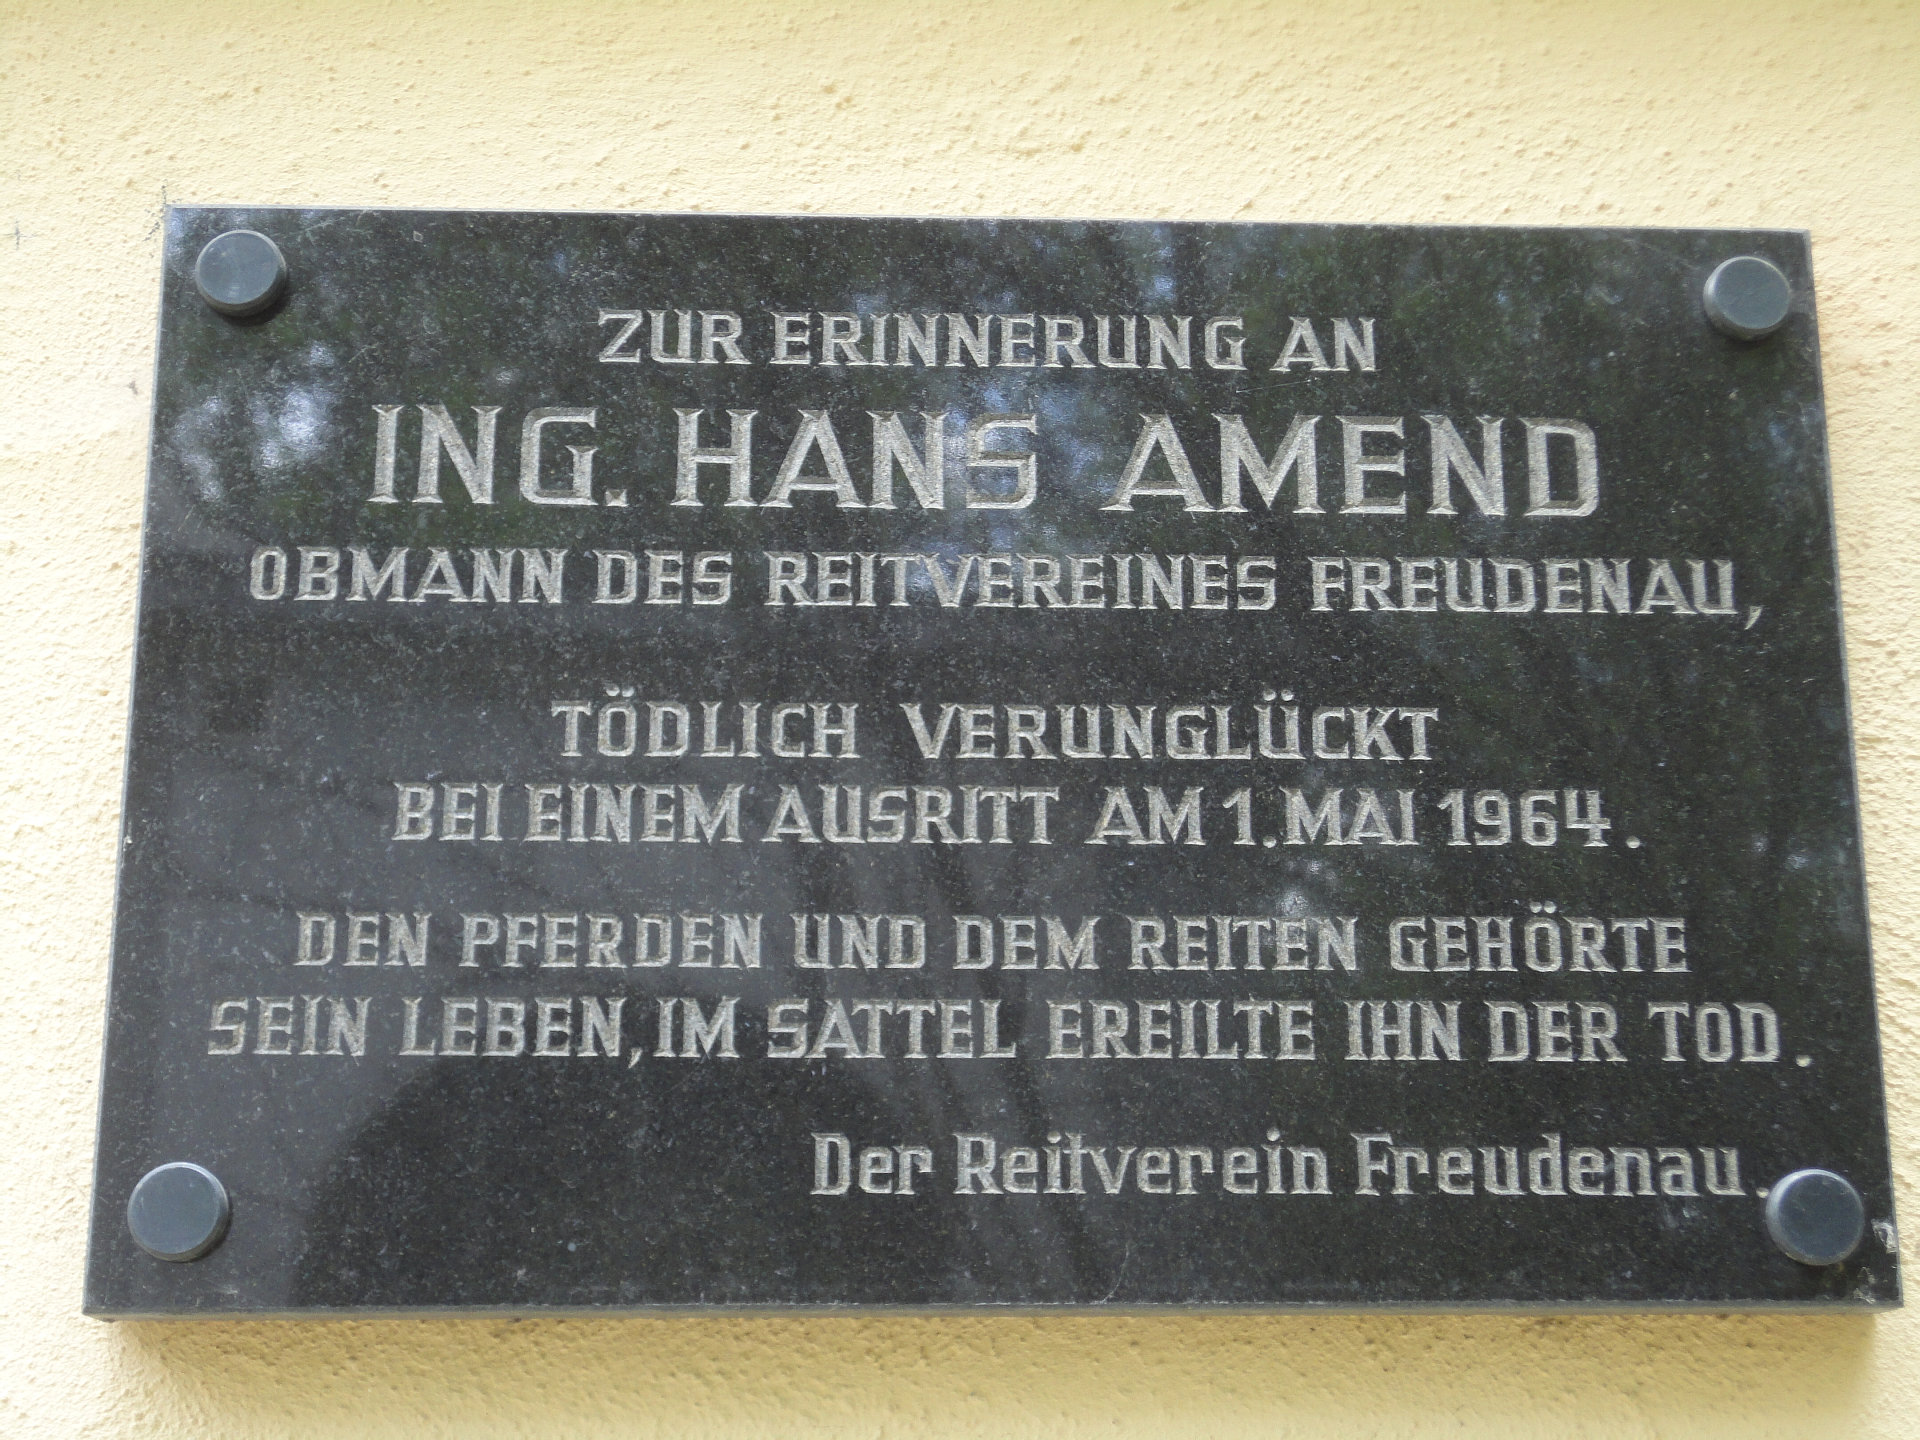 ZUR ERINNERUNG AN
ING. HANS AMEND
OBMANN DES REITVEREINES FREUDENAU,
TÖDLICH VERUNGLÜCKT
BEI EINEM AUSRITT AM 1. MAI 1964.
DEN PFERDEN UND DEM REITEN GEHÖRTE
SEIN LEBEN, IM SATTEL EREILTE IHN DER TOD.
Der Reitverein Freudenau.